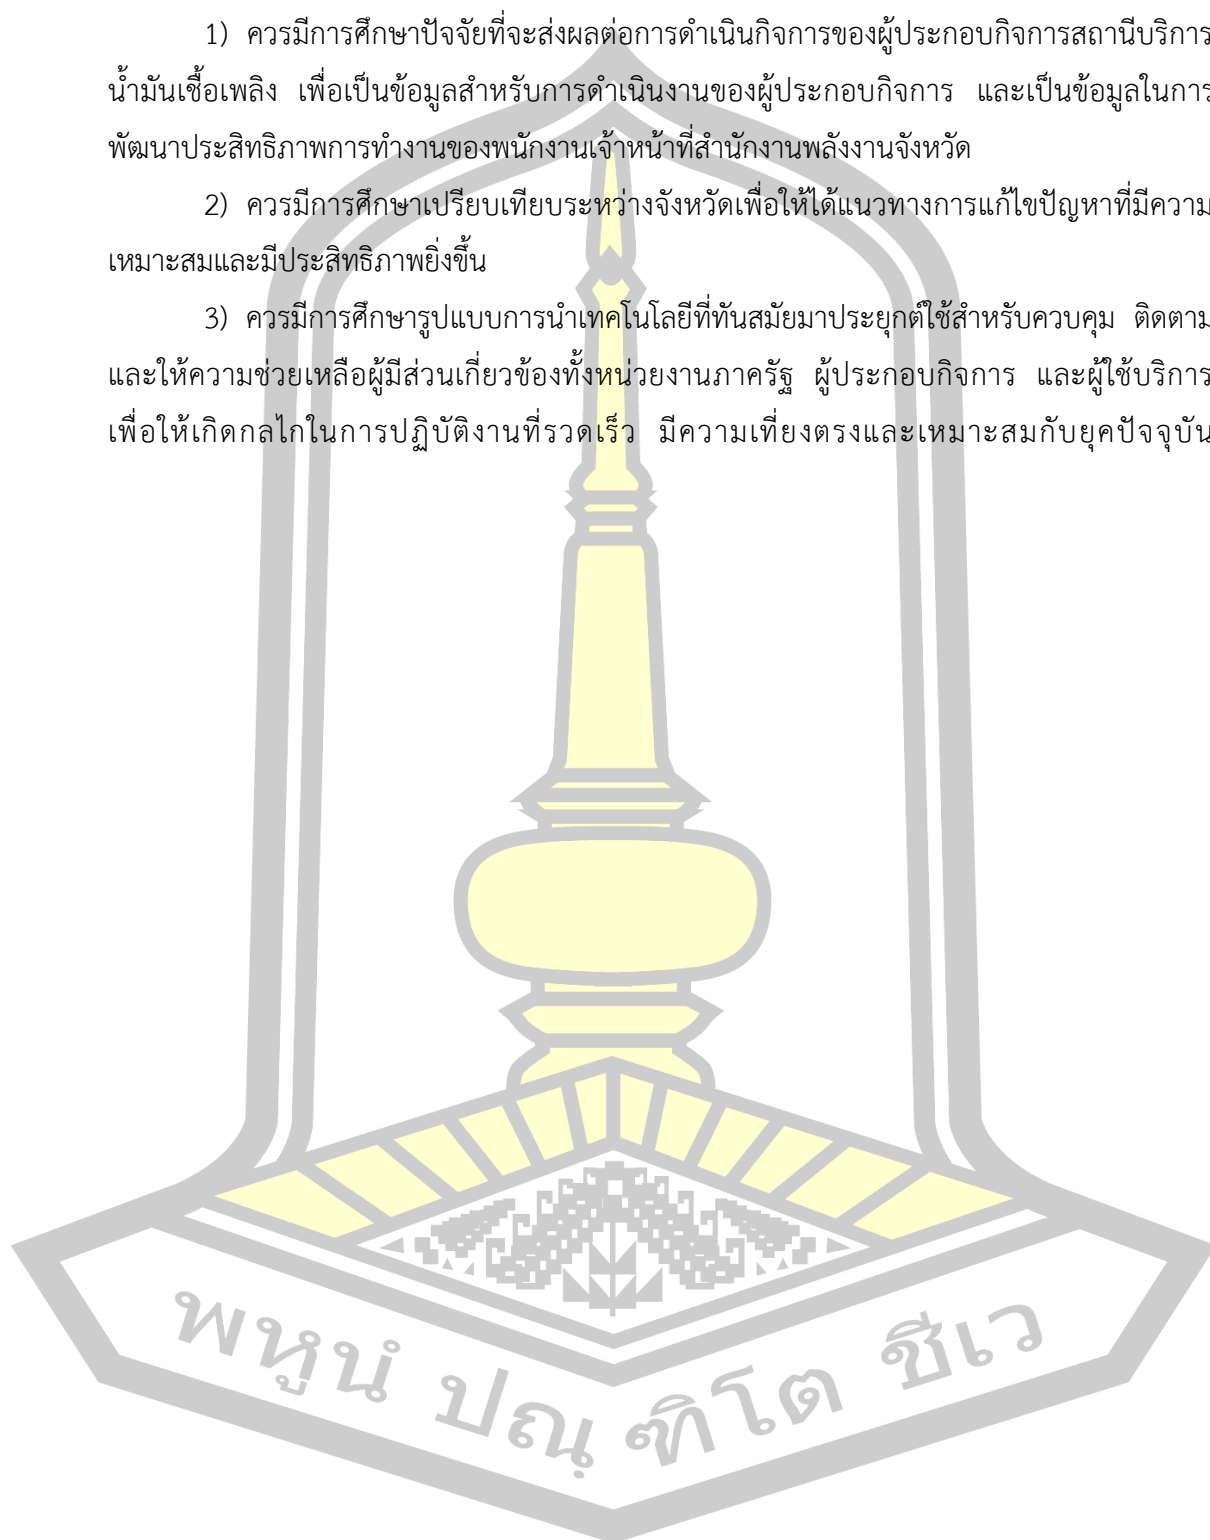 1) ควรมีการศึกษาปัจจัยที่จะส่งผลต่อการดำเนินกิจการของผู้ประกอบกิจการสถานีบริการ
น้ำมันเชื้อเพลิง เพื่อเป็นข้อมูลสำหรับการดำเนินงานของผู้ประกอบกิจการ และเป็นข้อมูลในการ
พัฒนาประสิทธิภาพการทำงานของพนักงานเจ้าหน้าที่สำนักงานพลังงานจังหวัด
2) ควรมีการศึกษาเปรียบเทียบระหว่างจังหวัดเพื่อให้ได้แนวทางการแก้ไขปัญหาที่มีความ
เหมาะสมและมีประสิทธิภาพยิ่งขึ้น
3) ควรมีการศึกษารูปแบบการนำเทคโนโลยีที่ทันสมัยมาประยุกต์ใช้สำหรับควบคุม ติดตาม
และให้ความช่วยเหลือผู้มีส่วนเกี่ยวข้องทั้งหน่วยงานภาครัฐ ผู้ประกอบกิจการ และผู้ใช้บริการ
เพื่อให้เกิดกลไกในการปฏิบัติงานที่รวดเร็ว มีความเที่ยงตรงและเหมาะสมกับยุคปัจจุบัน
พหูนํ ปณฺฑิโต ชีเว